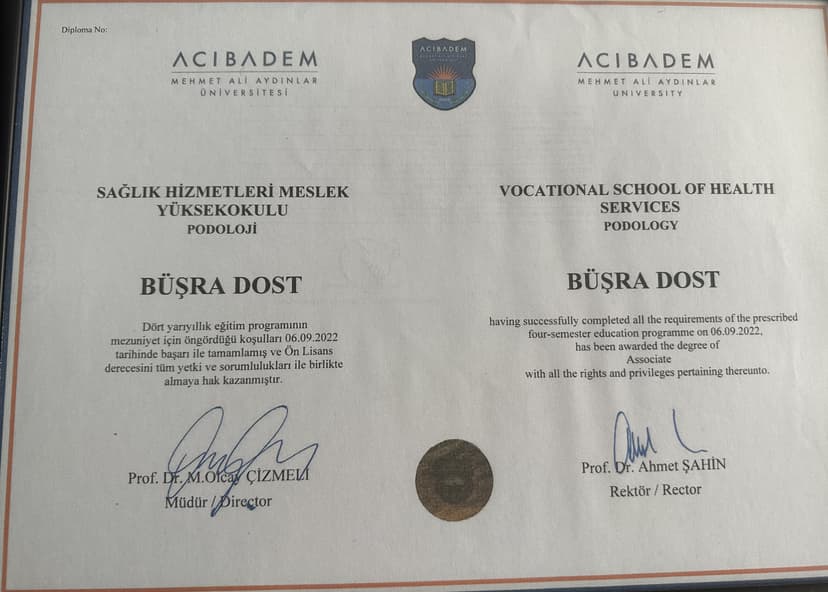 Diploma No:
ACIBADEM
MEHMET ALİ AYDINLAR
ÜNİVERSİTESİ
ACIBADEM
ACIBADEM
MEHMET ALİ AYDINLAR
UNIVERSITY
SAĞLIK HİZMETLERİ MESLEK
YÜKSEKOKULU
PODOLOJİ
BÜŞRA DOST
Dört yarıyıllık eğitim programının
mezuniyet için öngördüğü koşulları 06.09.2022
tarihinde başarı ile tamamlamış ve Ön Lisans
derecesini tüm yetki ve sorumlulukları ile birlikte
almaya hak kazanmıştır.
Prof. Dr. M.Olcay ÇİZMELİ
Müdür / Director
VOCATIONAL SCHOOL OF HEALTH
SERVICES
PODOLOGY
BÜŞRA DOST
having successfully completed all the requirements of the prescribed
four-semester education programme on 06.09.2022,
has been awarded the degree of
Associate
with all the rights and privileges pertaining thereunto.
Prof. Dr. Ahmet ŞAHİN
Rektör / Rector